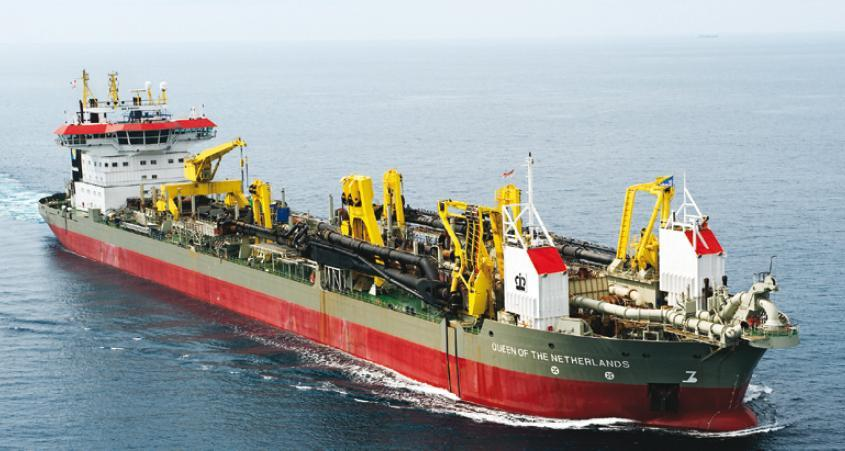 QUEEN OF THE NETHERLANDS